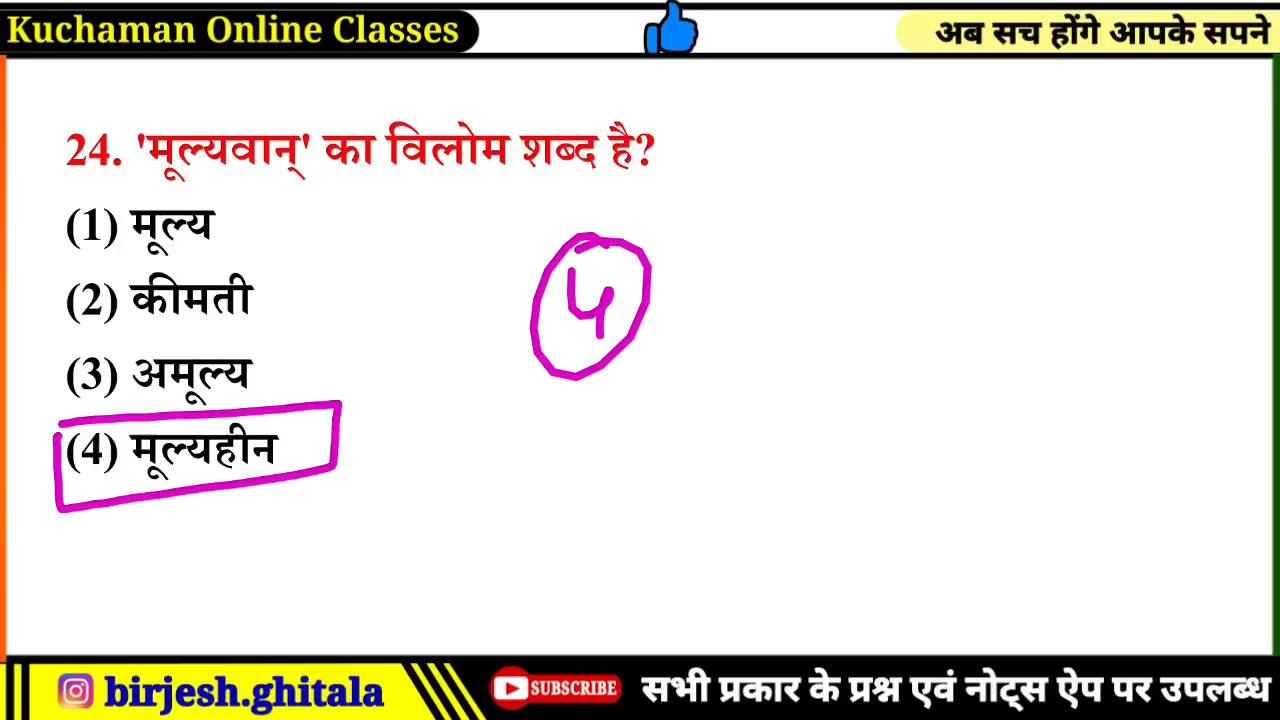 Kuchaman Online Classes
अब सच होंगे आपके सपने
24. 'मूल्यवान्' का विलोम शब्द है?
(1) मूल्य
(2) कीमती
4
(3) अमूल्य
(4) मूल्यहीन
birjesh.ghitala
SUBSCRIBE
सभी प्रकार के प्रश्न एवं नोट्स ऐप पर उपलब्ध